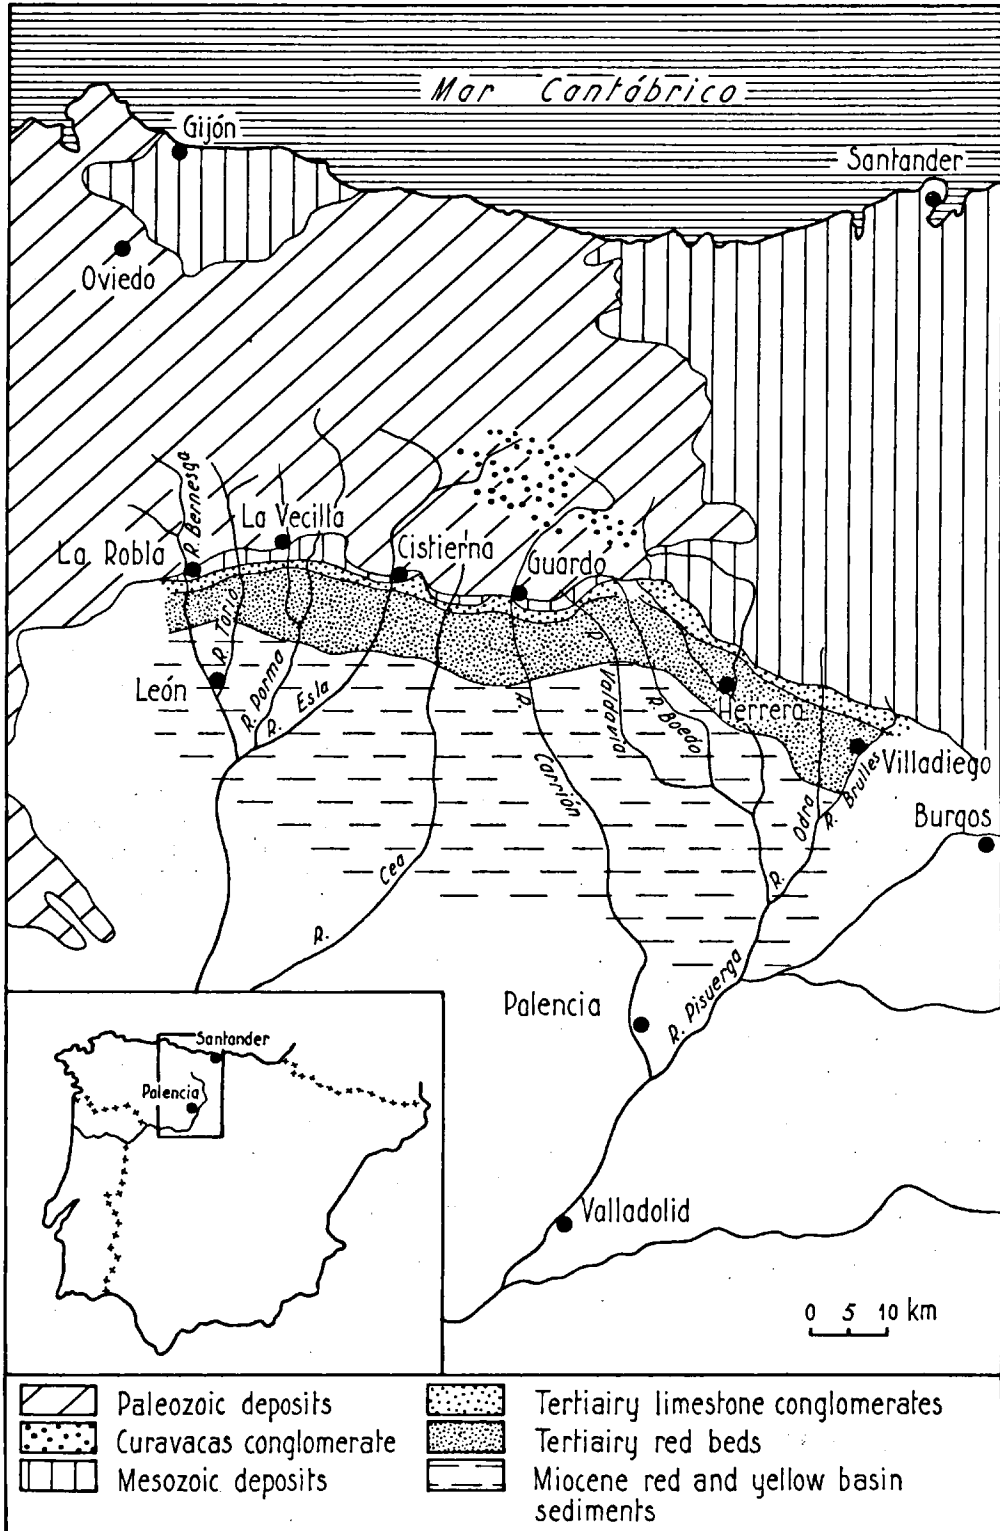 Mar Cantábrico
Gijón
Santander
Oviedo
R. Bernesga
La Vecilla
La Robla
Cistierna
Guardo
R. Torío
R. Porma
R. Esla
León
R. Carrión
R. Valdavia
R. Boedo
Herrera
Villadiego
R. Odra
R. Brulles
Burgos
R. Cea
R. Pisuerga
Palencia
Santander
Palencia
Valladolid
0 5 10 km
Paleozoic deposits
Curavacas conglomerate
Mesozoic deposits
Tertiairy limestone conglomerates
Tertiairy red beds
Miocene red and yellow basin
sediments